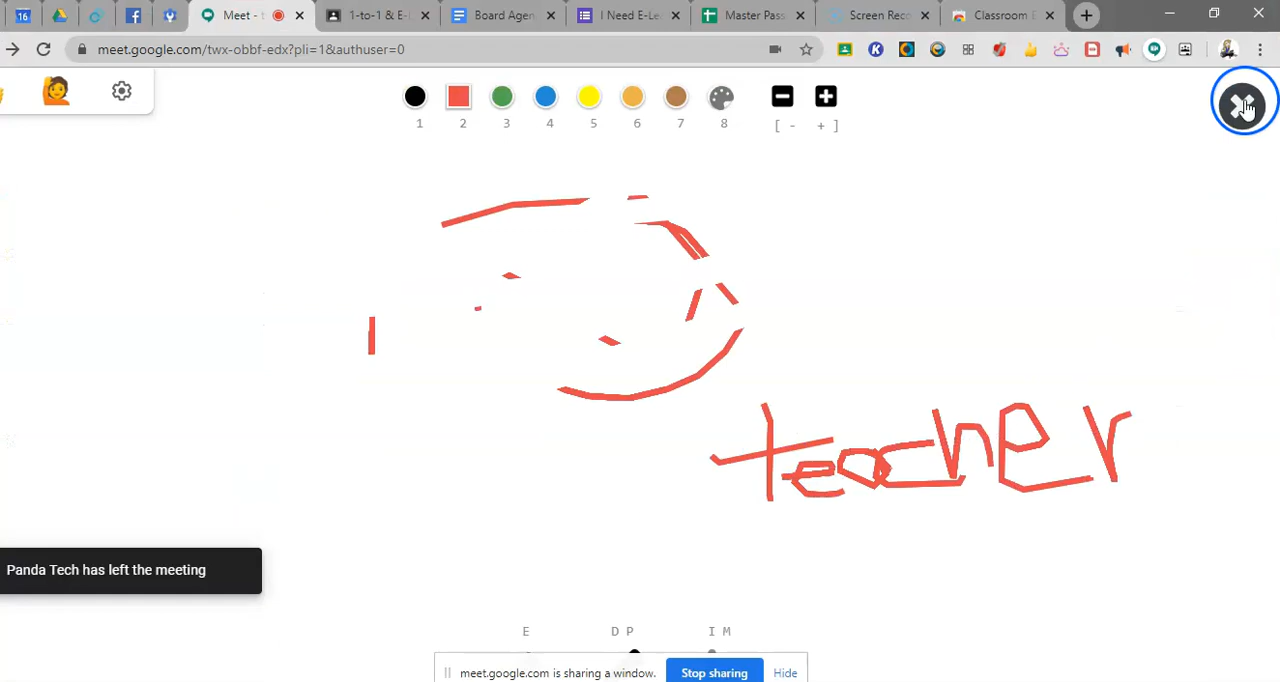 16
Meet - t
1-to-1 & E-l
Board Agen
I Need E-Le
Master Pass
Screen Reco
Classroom E
meet.google.com/twx-obbf-edx?pli=1&authuser=0
1 2 3 4 5 6 7 8 [ - + ]
teacher
Panda Tech has left the meeting
E D P I M
meet.google.com is sharing a window. Stop sharing Hide